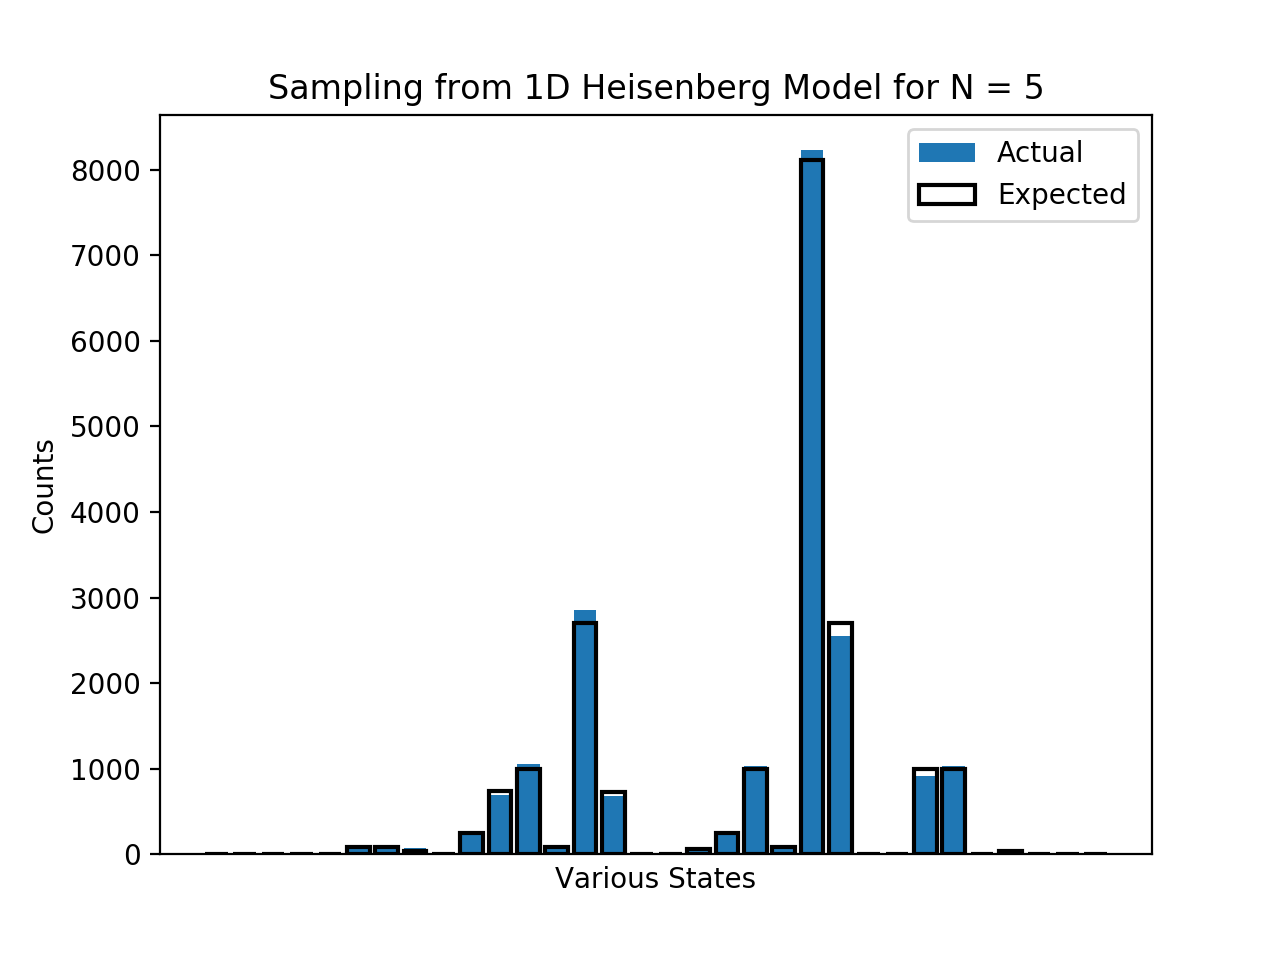 Sampling from 1D Heisenberg Model for N = 5
Actual
Expected
8000
7000
6000
5000
4000
3000
2000
1000
0
Counts
Various States